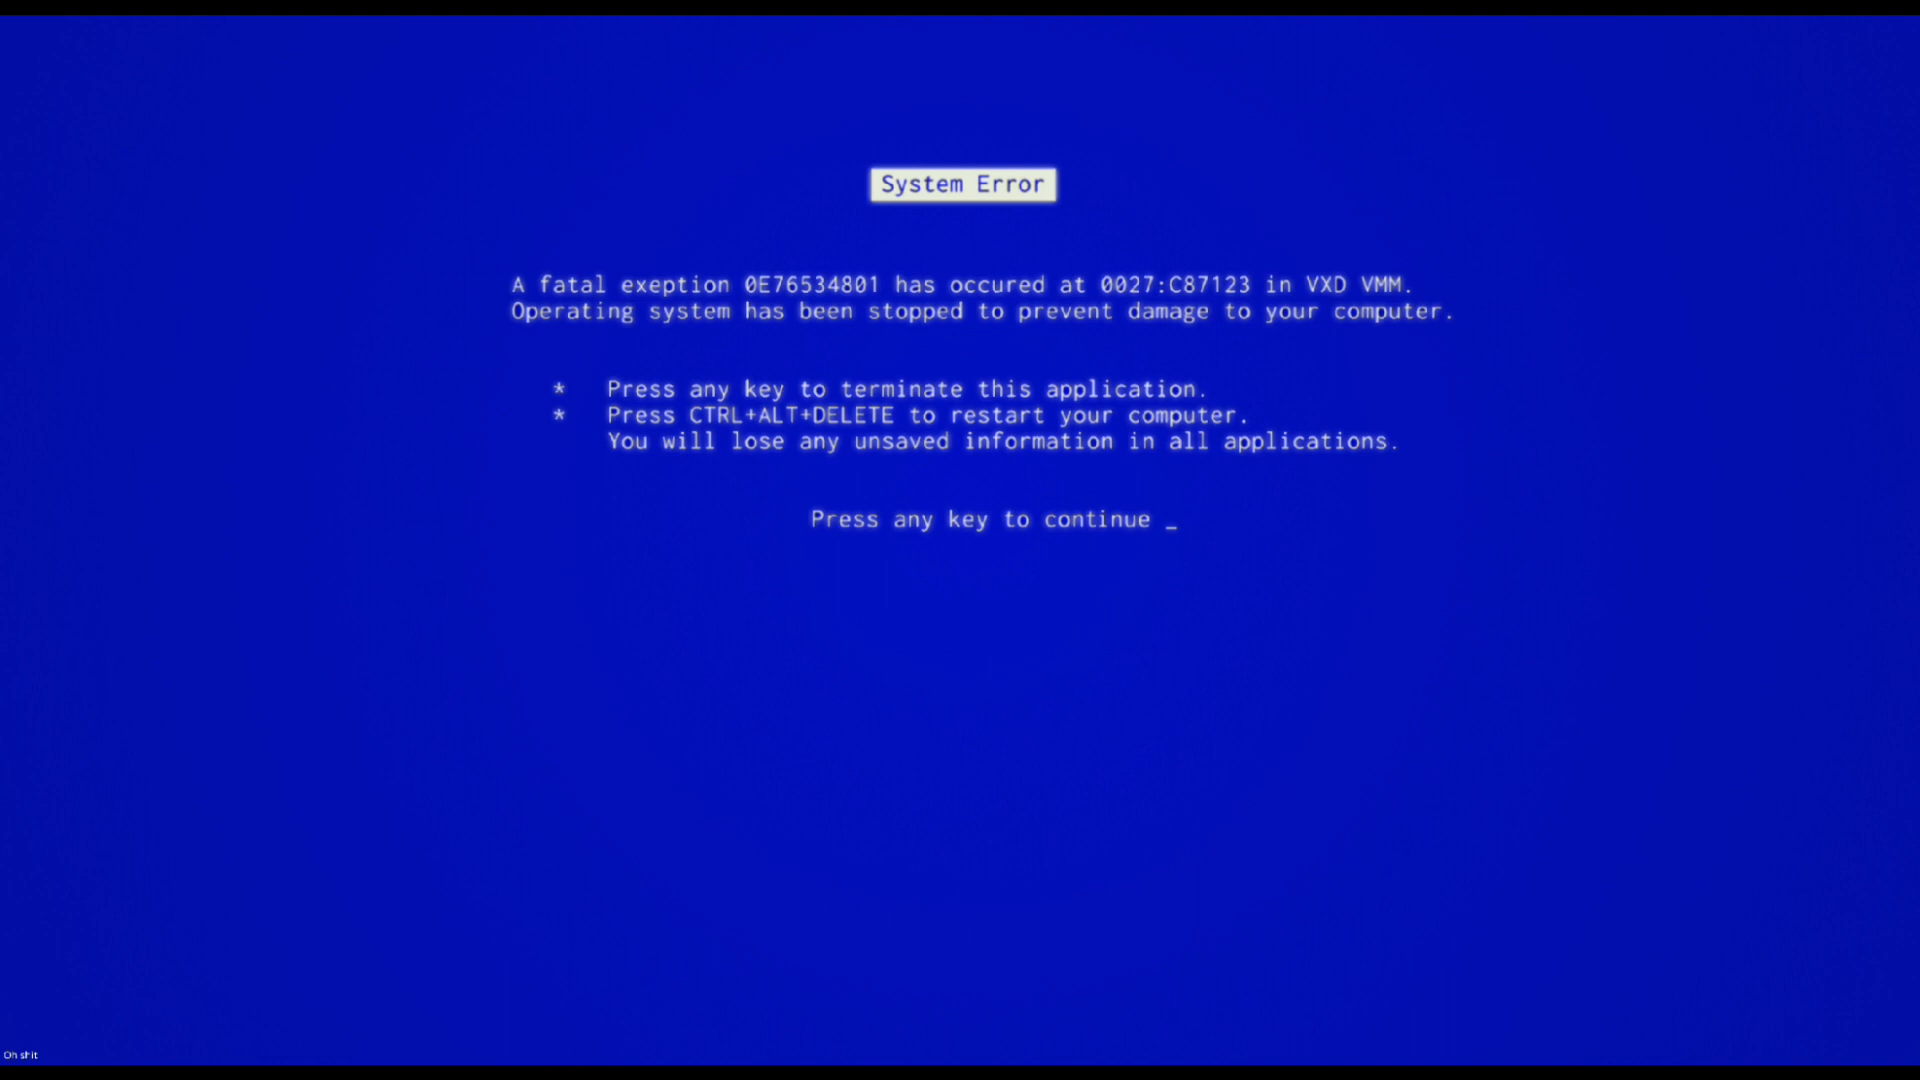 System Error
A fatal exeption 0E76534801 has occured at 0027:C87123 in VXD VMM.
Operating system has been stopped to prevent damage to your computer.
* Press any key to terminate this application.
* Press CTRL+ALT+DELETE to restart your computer.
You will lose any unsaved information in all applications.
Press any key to continue _
Oh shit